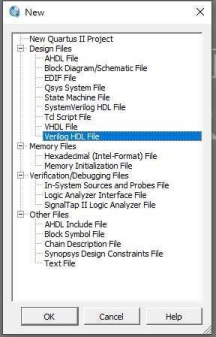 New
New Quartus II Project
Design Files
AHDL File
Block Diagram/Schematic File
EDIF File
Qsys System File
State Machine File
SystemVerilog HDL File
Tcl Script File
VHDL File
Verilog HDL File
Memory Files
Hexadecimal (Intel-Format) File
Memory Initialization File
Verification/Debugging Files
In-System Sources and Probes File
Logic Analyzer Interface File
SignalTap II Logic Analyzer File
Other Files
AHDL Include File
Block Symbol File
Chain Description File
Synopsys Design Constraints File
Text File
OK
Cancel
Help